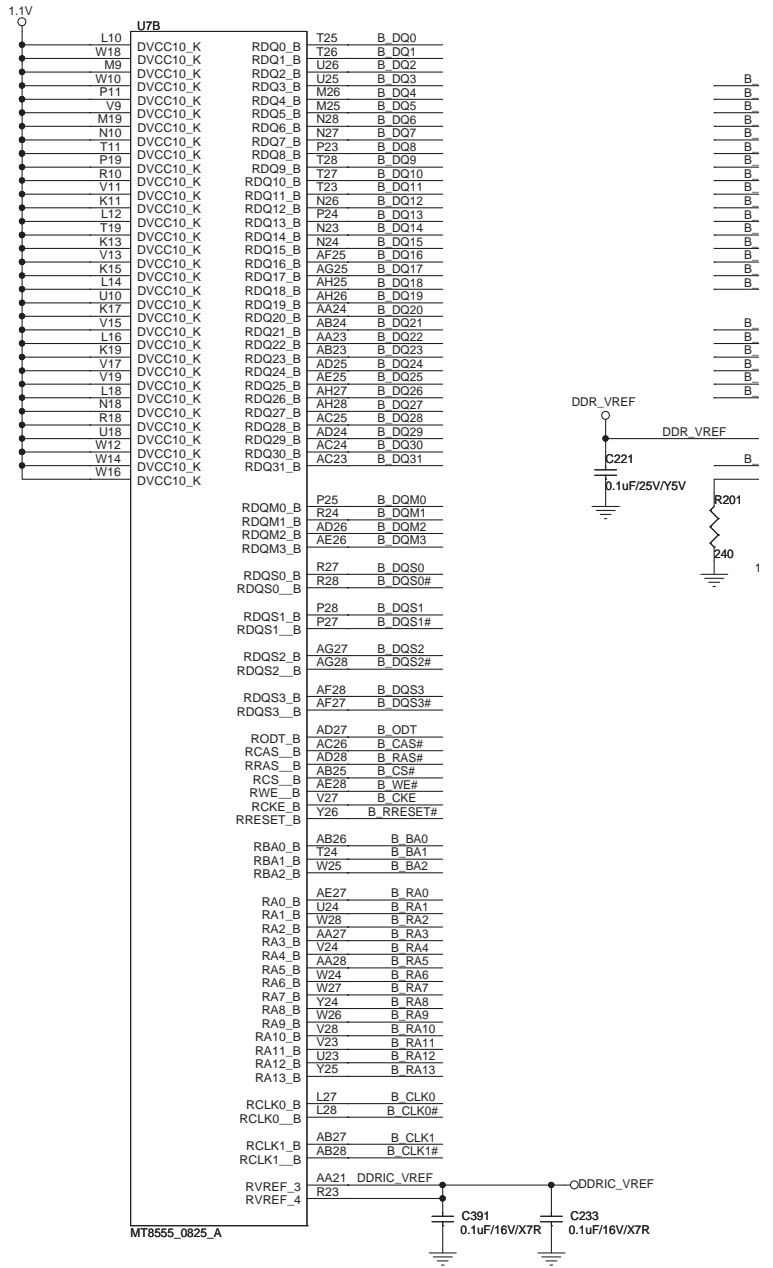 1.1V
U7B
L10 DVCC10_K RDQ0_B T25 B_DQ0
W18 DVCC10_K RDQ1_B T26 B_DQ1
M9 DVCC10_K RDQ2_B U26 B_DQ2
W10 DVCC10_K RDQ3_B U25 B_DQ3
P11 DVCC10_K RDQ4_B M26 B_DQ4
V9 DVCC10_K RDQ5_B M25 B_DQ5
M19 DVCC10_K RDQ6_B N28 B_DQ6
N10 DVCC10_K RDQ7_B N27 B_DQ7
T11 DVCC10_K RDQ8_B P23 B_DQ8
P19 DVCC10_K RDQ9_B T28 B_DQ9
R10 DVCC10_K RDQ10_B T27 B_DQ10
V11 DVCC10_K RDQ11_B T23 B_DQ11
K11 DVCC10_K RDQ12_B N26 B_DQ12
L12 DVCC10_K RDQ13_B P24 B_DQ13
T19 DVCC10_K RDQ14_B N23 B_DQ14
K13 DVCC10_K RDQ15_B N24 B_DQ15
V13 DVCC10_K RDQ16_B AF25 B_DQ16
K15 DVCC10_K RDQ17_B AG25 B_DQ17
L14 DVCC10_K RDQ18_B AH25 B_DQ18
U10 DVCC10_K RDQ19_B AH26 B_DQ19
K17 DVCC10_K RDQ20_B AA24 B_DQ20
V15 DVCC10_K RDQ21_B AB24 B_DQ21
L16 DVCC10_K RDQ22_B AA23 B_DQ22
K19 DVCC10_K RDQ23_B AB23 B_DQ23
V17 DVCC10_K RDQ24_B AD25 B_DQ24
V19 DVCC10_K RDQ25_B AE25 B_DQ25
L18 DVCC10_K RDQ26_B AH27 B_DQ26
N18 DVCC10_K RDQ27_B AH28 B_DQ27
R18 DVCC10_K RDQ28_B AC25 B_DQ28
U18 DVCC10_K RDQ29_B AD24 B_DQ29
W12 DVCC10_K RDQ30_B AC24 B_DQ30
W14 DVCC10_K RDQ31_B AC23 B_DQ31
W16 DVCC10_K
RDQM0_B P25 B_DQM0
RDQM1_B R24 B_DQM1
RDQM2_B AD26 B_DQM2
RDQM3_B AE26 B_DQM3
RDQS0_B R27 B_DQS0
RDQS0__B R28 B_DQS0#
RDQS1_B P28 B_DQS1
RDQS1__B P27 B_DQS1#
RDQS2_B AG27 B_DQS2
RDQS2__B AG28 B_DQS2#
RDQS3_B AF28 B_DQS3
RDQS3__B AF27 B_DQS3#
RODT_B AD27 B_ODT
RCAS__B AC26 B_CAS#
RRAS__B AD28 B_RAS#
RCS__B AB25 B_CS#
RWE__B AE28 B_WE#
RCKE_B V27 B_CKE
RRESET_B Y26 B_RRESET#
RBA0_B AB26 B_BA0
RBA1_B T24 B_BA1
RBA2_B W25 B_BA2
RA0_B AE27 B_RA0
RA1_B U24 B_RA1
RA2_B W28 B_RA2
RA3_B AA27 B_RA3
RA4_B V24 B_RA4
RA5_B AA28 B_RA5
RA6_B W24 B_RA6
RA7_B W27 B_RA7
RA8_B Y24 B_RA8
RA9_B W26 B_RA9
RA10_B V28 B_RA10
RA11_B V23 B_RA11
RA12_B U23 B_RA12
RA13_B Y25 B_RA13
RCLK0_B L27 B_CLK0
RCLK0__B L28 B_CLK0#
RCLK1_B AB27 B_CLK1
RCLK1__B AB28 B_CLK1#
RVREF_3 AA21 DDRIC_VREF DDRIC_VREF
RVREF_4 R23
C391
0.1uF/16V/X7R
C233
0.1uF/16V/X7R
MT8555_0825_A
DDR_VREF
DDR_VREF
C221
0.1uF/25V/Y5V
R201
240